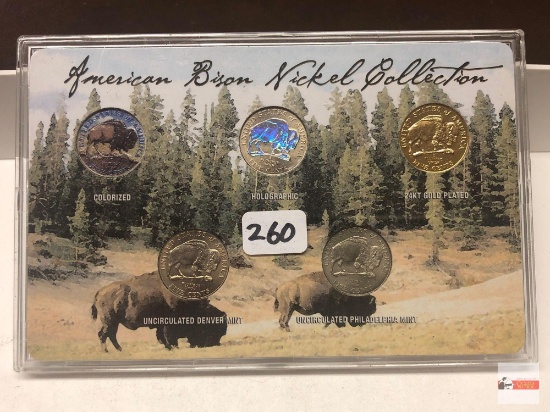 American Bison Nickel Collection
COLORIZED
HOLOGRAPHIC
24KT GOLD PLATED
260
UNCIRCULATED DENVER MINT
UNCIRCULATED PHILADELPHIA MINT